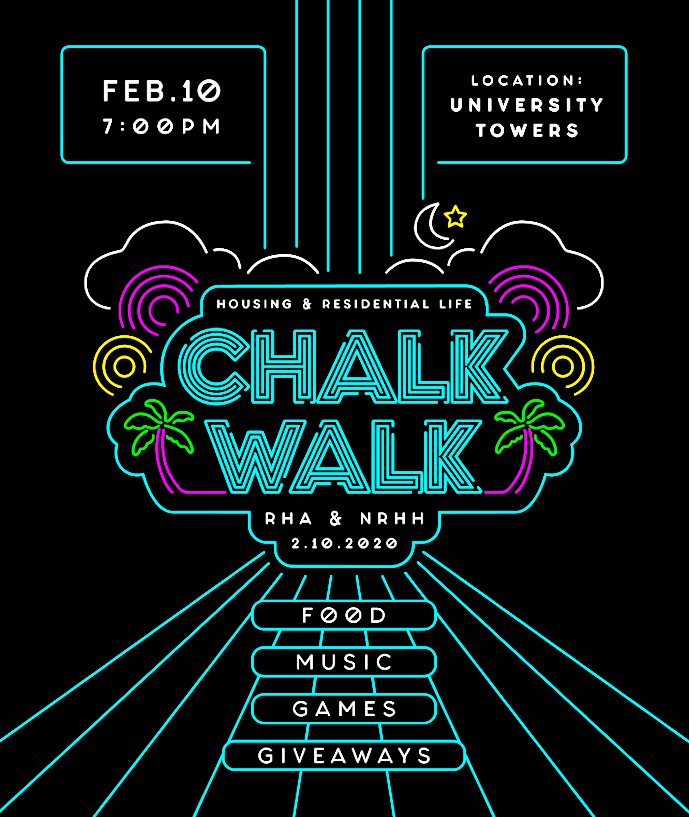 FEB.10
7:00PM
LOCATION:
UNIVERSITY
TOWERS
HOUSING & RESIDENTIAL LIFE
CHALK
WALK
RHA & NRHH
2.10.2020
FOOD
MUSIC
GAMES
GIVEAWAYS